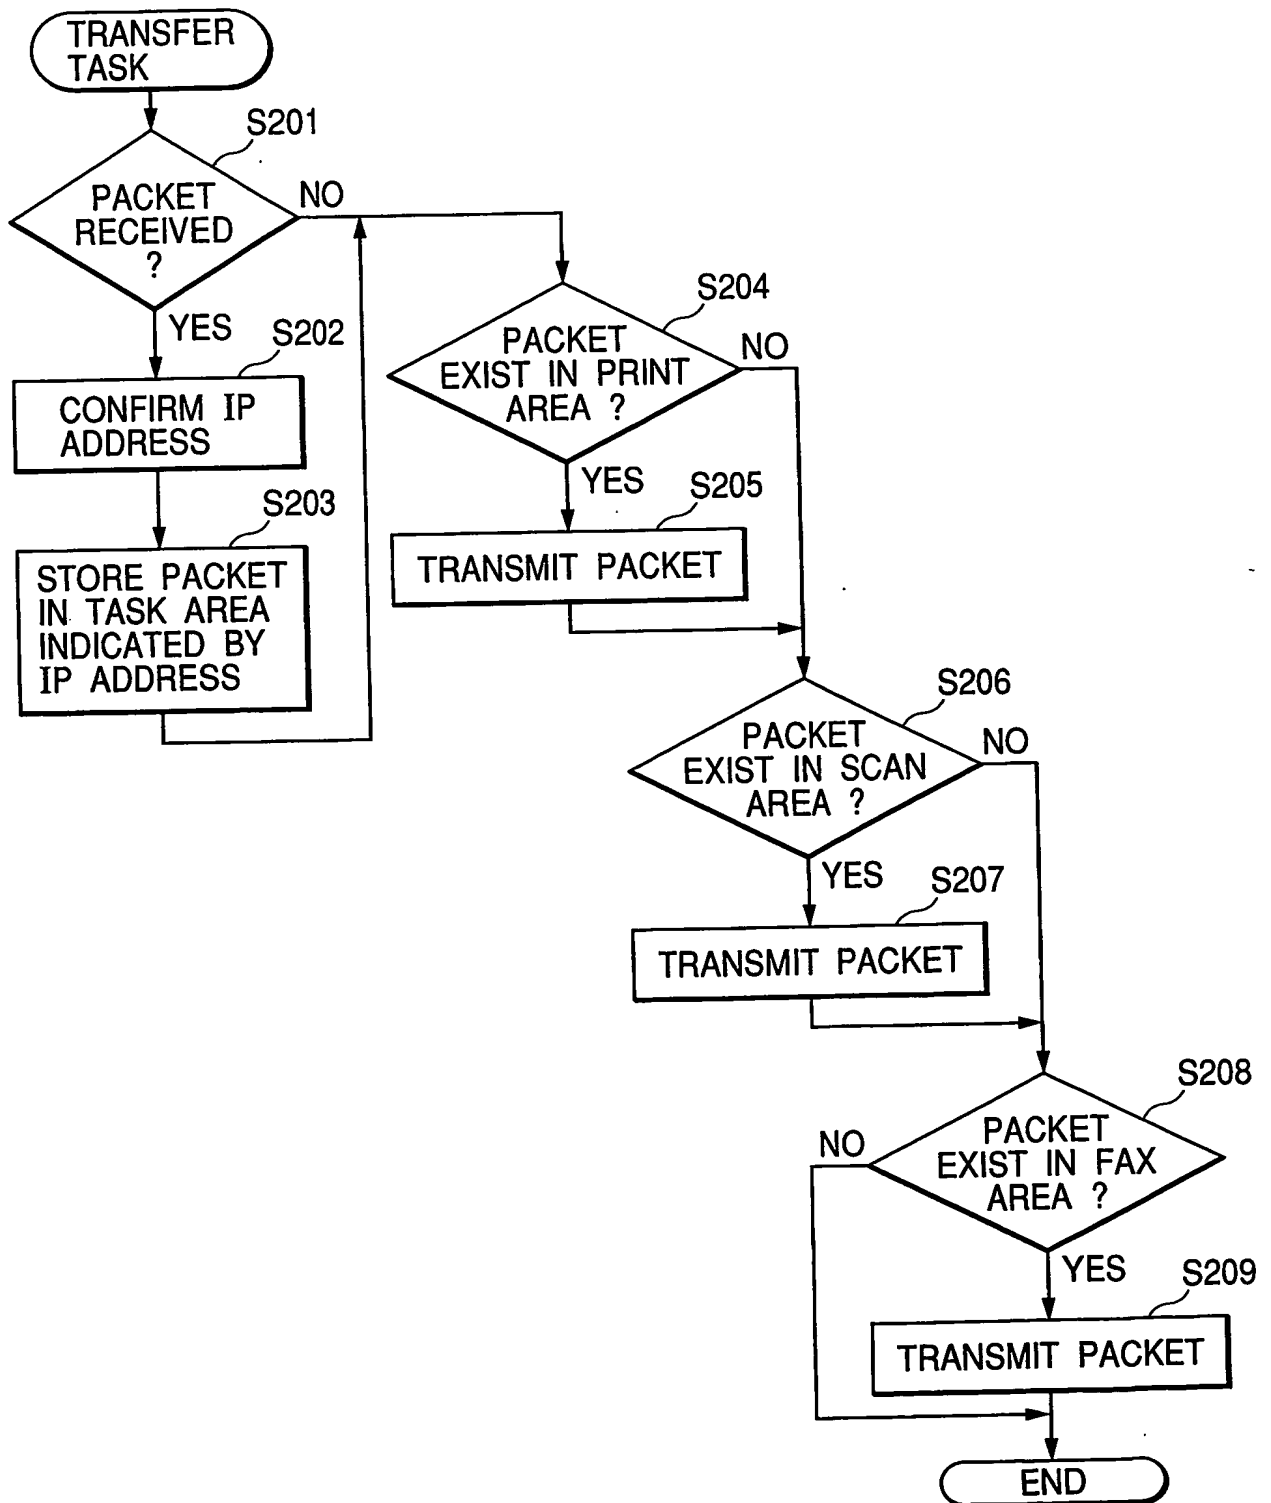 TRANSFER
TASK
S201
PACKET
RECEIVED
?
NO
YES
S202
CONFIRM IP
ADDRESS
S203
STORE PACKET
IN TASK AREA
INDICATED BY
IP ADDRESS
S204
PACKET
EXIST IN PRINT
AREA ?
NO
YES
S205
TRANSMIT PACKET
S206
PACKET
EXIST IN SCAN
AREA ?
NO
YES
S207
TRANSMIT PACKET
S208
PACKET
EXIST IN FAX
AREA ?
NO
YES
S209
TRANSMIT PACKET
END